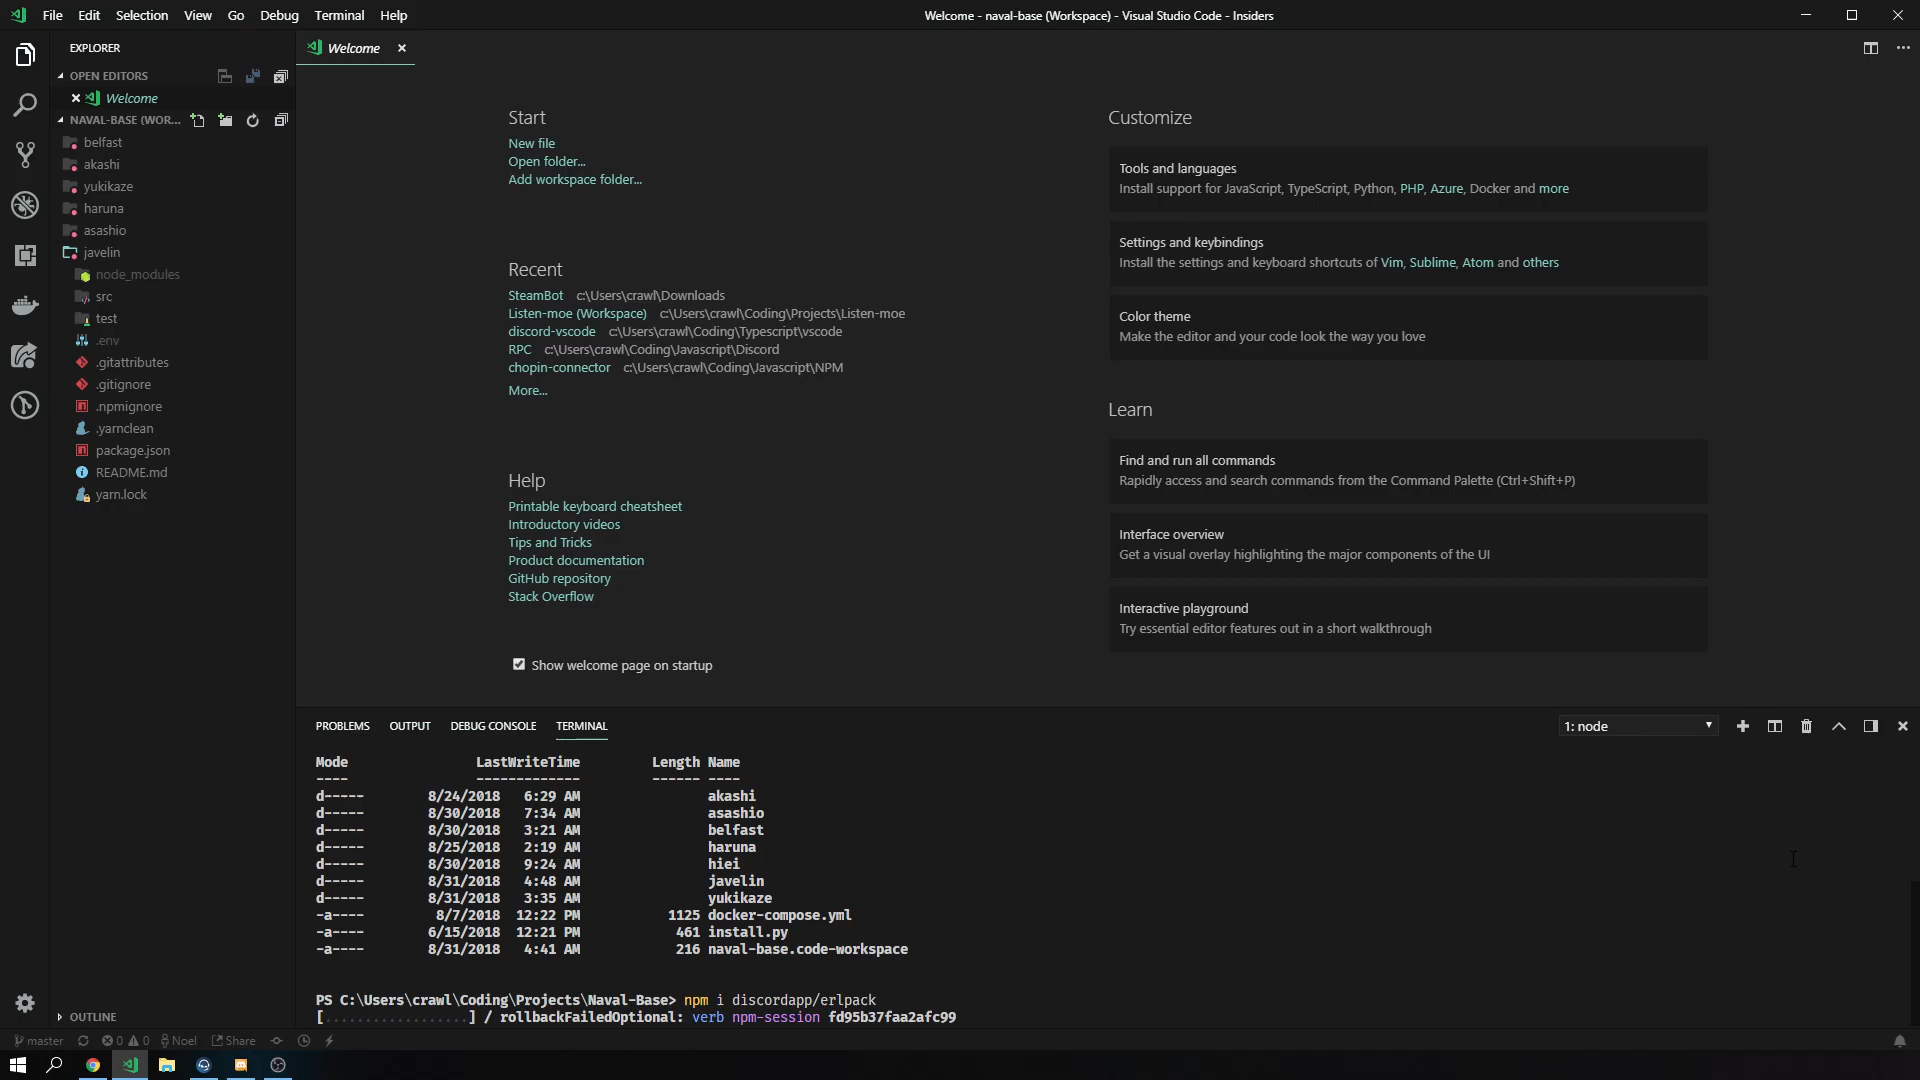 File Edit Selection View Go Debug Terminal Help
Welcome - naval-base (Workspace) - Visual Studio Code - Insiders
EXPLORER
OPEN EDITORS
Welcome
NAVAL-BASE (WOR...
belfast
akashi
yukikaze
haruna
asashio
javelin
node_modules
src
test
.env
.gitattributes
.gitignore
.npmignore
.yarnclean
package.json
README.md
yarn.lock
OUTLINE
Welcome
Start
New file
Open folder...
Add workspace folder...
Recent
SteamBot c:\Users\crawl\Downloads
Listen-moe (Workspace) c:\Users\crawl\Coding\Projects\Listen-moe
discord-vscode c:\Users\crawl\Coding\Typescript\vscode
RPC c:\Users\crawl\Coding\Javascript\Discord
chopin-connector c:\Users\crawl\Coding\Javascript\NPM
More...
Help
Printable keyboard cheatsheet
Introductory videos
Tips and Tricks
Product documentation
GitHub repository
Stack Overflow
Show welcome page on startup
Customize
Tools and languages
Install support for JavaScript, TypeScript, Python, PHP, Azure, Docker and more
Settings and keybindings
Install the settings and keyboard shortcuts of Vim, Sublime, Atom and others
Color theme
Make the editor and your code look the way you love
Learn
Find and run all commands
Rapidly access and search commands from the Command Palette (Ctrl+Shift+P)
Interface overview
Get a visual overlay highlighting the major components of the UI
Interactive playground
Try essential editor features out in a short walkthrough
PROBLEMS OUTPUT DEBUG CONSOLE TERMINAL
1: node
Mode LastWriteTime Length Name
---- ------------- ------ ----
d----- 8/24/2018 6:29 AM akashi
d----- 8/30/2018 7:34 AM asashio
d----- 8/30/2018 3:21 AM belfast
d----- 8/25/2018 2:19 AM haruna
d----- 8/30/2018 9:24 AM hiei
d----- 8/31/2018 4:48 AM javelin
d----- 8/31/2018 3:35 AM yukikaze
-a---- 8/7/2018 12:22 PM 1125 docker-compose.yml
-a---- 6/15/2018 12:21 PM 461 install.py
-a---- 8/31/2018 4:41 AM 216 naval-base.code-workspace
PS C:\Users\crawl\Coding\Projects\Naval-Base> npm i discordapp/erlpack
[..................] / rollbackFailedOptional: verb npm-session fd95b37faa2afc99
master 0 0 Noel Share